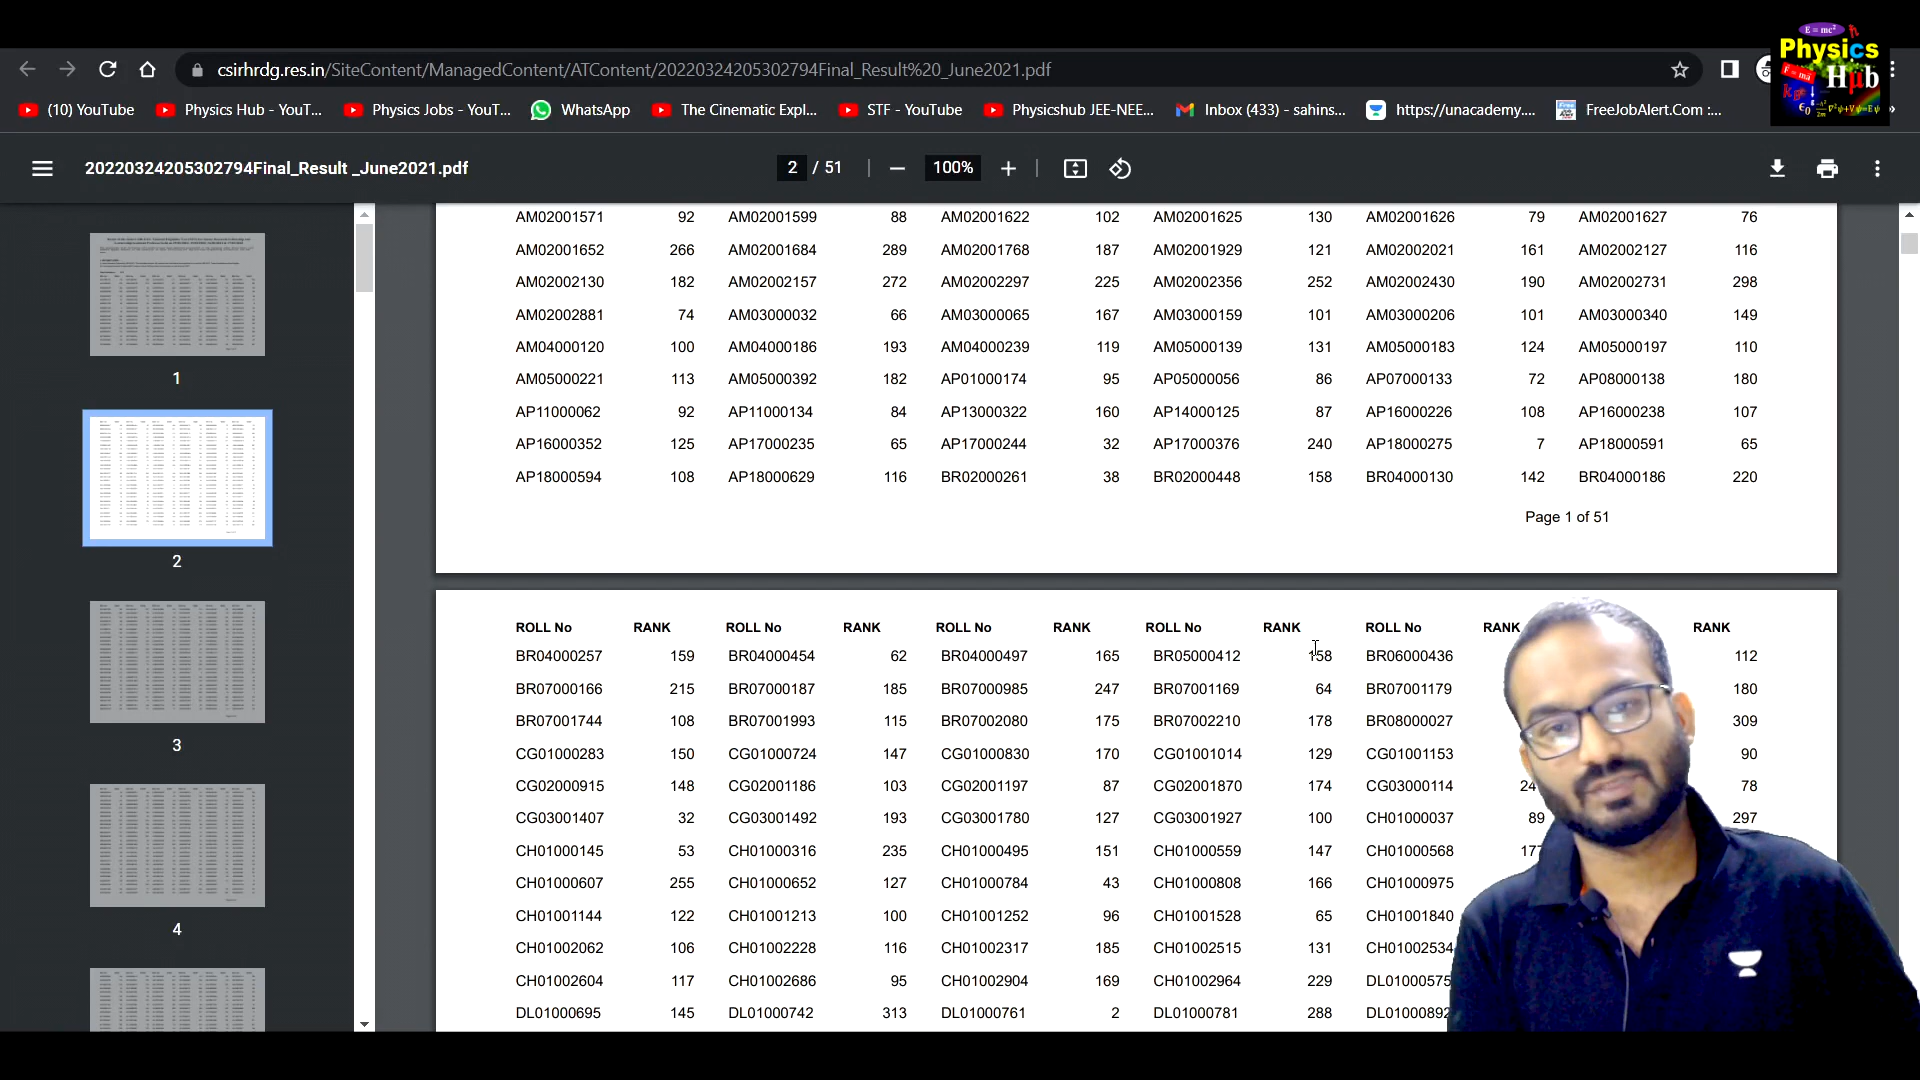 E = mc² ħ
Physics
Hub
csirhrdg.res.in/SiteContent/ManagedContent/ATContent/20220324205302794Final_Result%20_June2021.pdf
(10) YouTube Physics Hub - YouT... Physics Jobs - YouT... WhatsApp The Cinematic Expl... STF - YouTube Physicshub JEE-NEE... Inbox (433) - sahins... https://unacademy.... FreeJobAlert.Com :... »
20220324205302794Final_Result _June2021.pdf 2 / 51 100%
AM02001571 92 AM02001599 88 AM02001622 102 AM02001625 130 AM02001626 79 AM02001627 76
AM02001652 266 AM02001684 289 AM02001768 187 AM02001929 121 AM02002021 161 AM02002127 116
AM02002130 182 AM02002157 272 AM02002297 225 AM02002356 252 AM02002430 190 AM02002731 298
AM02002881 74 AM03000032 66 AM03000065 167 AM03000159 101 AM03000206 101 AM03000340 149
AM04000120 100 AM04000186 193 AM04000239 119 AM05000139 131 AM05000183 124 AM05000197 110
AM05000221 113 AM05000392 182 AP01000174 95 AP05000056 86 AP07000133 72 AP08000138 180
AP11000062 92 AP11000134 84 AP13000322 160 AP14000125 87 AP16000226 108 AP16000238 107
AP16000352 125 AP17000235 65 AP17000244 32 AP17000376 240 AP18000275 7 AP18000591 65
AP18000594 108 AP18000629 116 BR02000261 38 BR02000448 158 BR04000130 142 BR04000186 220
Page 1 of 51
ROLL No RANK ROLL No RANK ROLL No RANK ROLL No RANK ROLL No RANK RANK
BR04000257 159 BR04000454 62 BR04000497 165 BR05000412 158 BR06000436 112
BR07000166 215 BR07000187 185 BR07000985 247 BR07001169 64 BR07001179 180
BR07001744 108 BR07001993 115 BR07002080 175 BR07002210 178 BR08000027 309
CG01000283 150 CG01000724 147 CG01000830 170 CG01001014 129 CG01001153 90
CG02000915 148 CG02001186 103 CG02001197 87 CG02001870 174 CG03000114 24 78
CG03001407 32 CG03001492 193 CG03001780 127 CG03001927 100 CH01000037 89 297
CH01000145 53 CH01000316 235 CH01000495 151 CH01000559 147 CH01000568 177
CH01000607 255 CH01000652 127 CH01000784 43 CH01000808 166 CH01000975
CH01001144 122 CH01001213 100 CH01001252 96 CH01001528 65 CH01001840
CH01002062 106 CH01002228 116 CH01002317 185 CH01002515 131 CH01002534
CH01002604 117 CH01002686 95 CH01002904 169 CH01002964 229 DL01000575
DL01000695 145 DL01000742 313 DL01000761 2 DL01000781 288 DL01000892
1
2
3
4